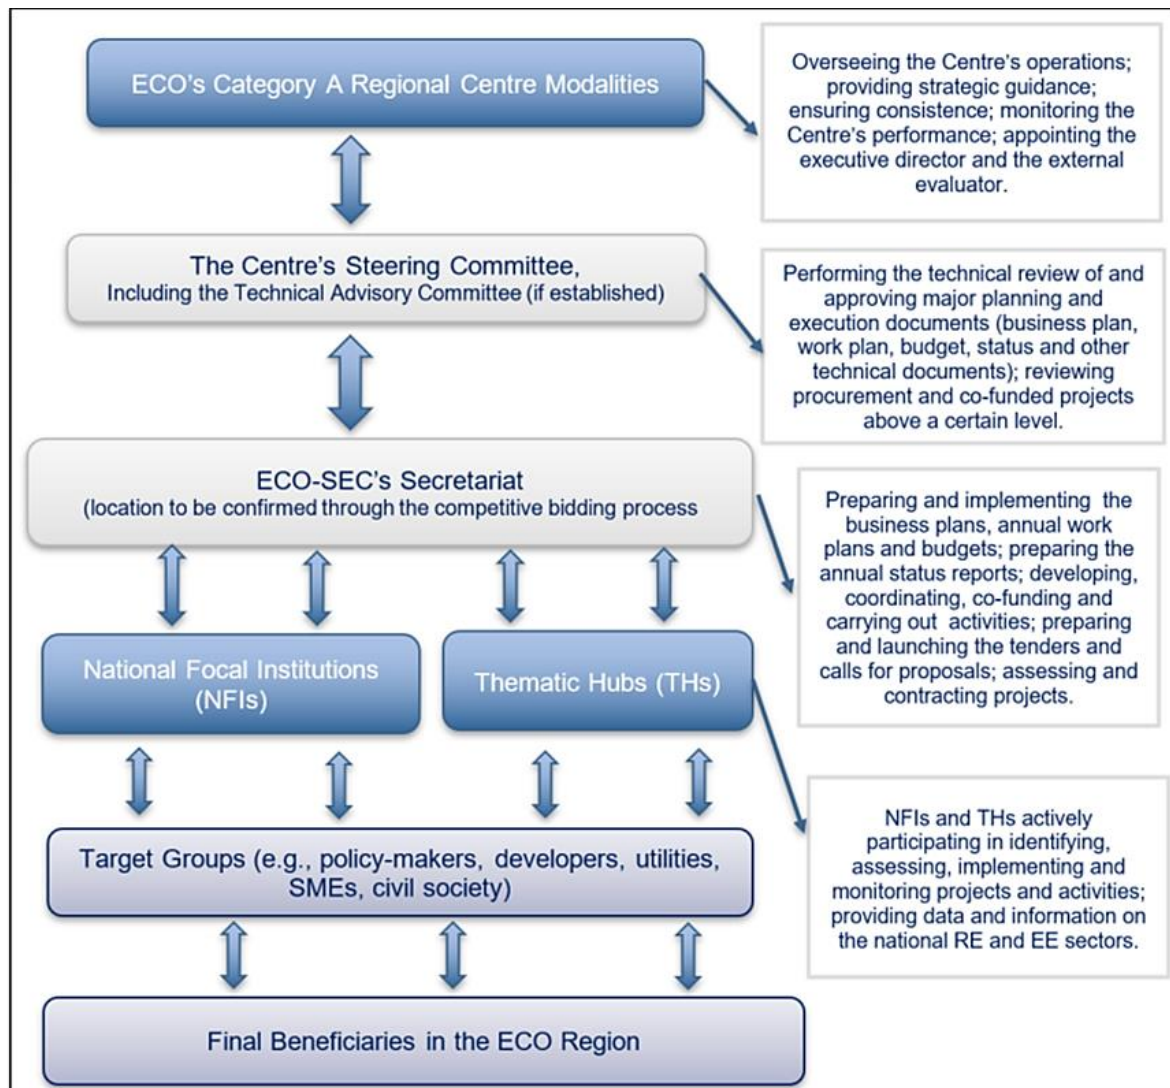 ECO's Category A Regional Centre Modalities
Overseeing the Centre's operations;
providing strategic guidance;
ensuring consistence; monitoring the
Centre's performance; appointing the
executive director and the external
evaluator.
The Centre's Steering Committee,
Including the Technical Advisory Committee (if established)
Performing the technical review of and
approving major planning and
execution documents (business plan,
work plan, budget, status and other
technical documents); reviewing
procurement and co-funded projects
above a certain level.
ECO-SEC's Secretariat
(location to be confirmed through the competitive bidding process
Preparing and implementing the
business plans, annual work
plans and budgets; preparing the
annual status reports; developing,
coordinating, co-funding and
carrying out activities; preparing
and launching the tenders and
calls for proposals; assessing and
contracting projects.
National Focal Institutions
(NFIs)
Thematic Hubs (THs)
NFIs and THs actively
participating in identifying,
assessing, implementing and
monitoring projects and activities;
providing data and information on
the national RE and EE sectors.
Target Groups (e.g., policy-makers, developers, utilities,
SMEs, civil society)
Final Beneficiaries in the ECO Region